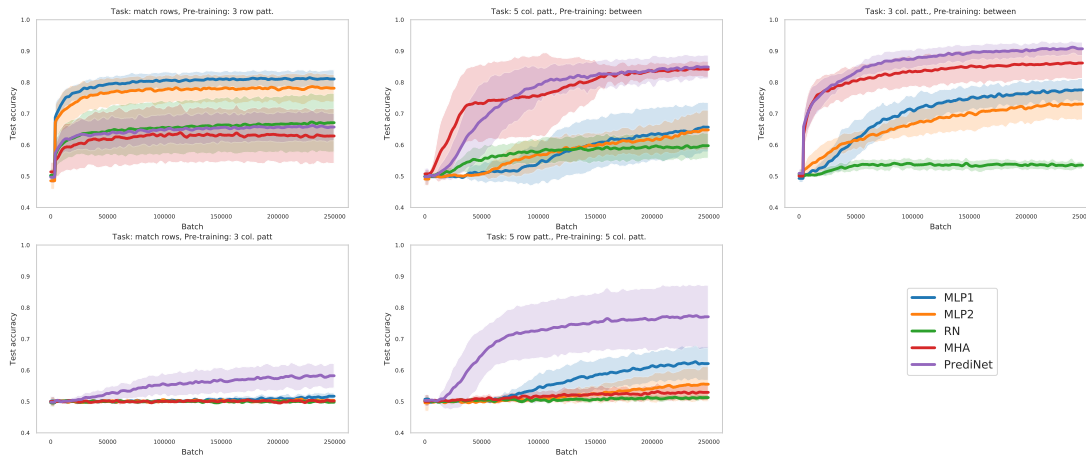 Task: match rows, Pre-training: 3 row patt.
1.0
0.9
0.8
0.7
0.6
0.5
0.4
Test accuracy
0 50000 100000 150000 200000 250000
Batch
Task: 5 col. patt., Pre-training: between
1.0
0.9
0.8
0.7
0.6
0.5
0.4
Test accuracy
0 50000 100000 150000 200000 250000
Batch
Task: 3 col. patt., Pre-training: between
1.0
0.9
0.8
0.7
0.6
0.5
0.4
Test accuracy
0 50000 100000 150000 200000 250000
Batch
Task: match rows, Pre-training: 3 col. patt
1.0
0.9
0.8
0.7
0.6
0.5
0.4
Test accuracy
0 50000 100000 150000 200000 250000
Batch
Task: 5 row patt., Pre-training: 5 col. patt.
1.0
0.9
0.8
0.7
0.6
0.5
0.4
Test accuracy
0 50000 100000 150000 200000 250000
Batch
MLP1
MLP2
RN
MHA
PrediNet